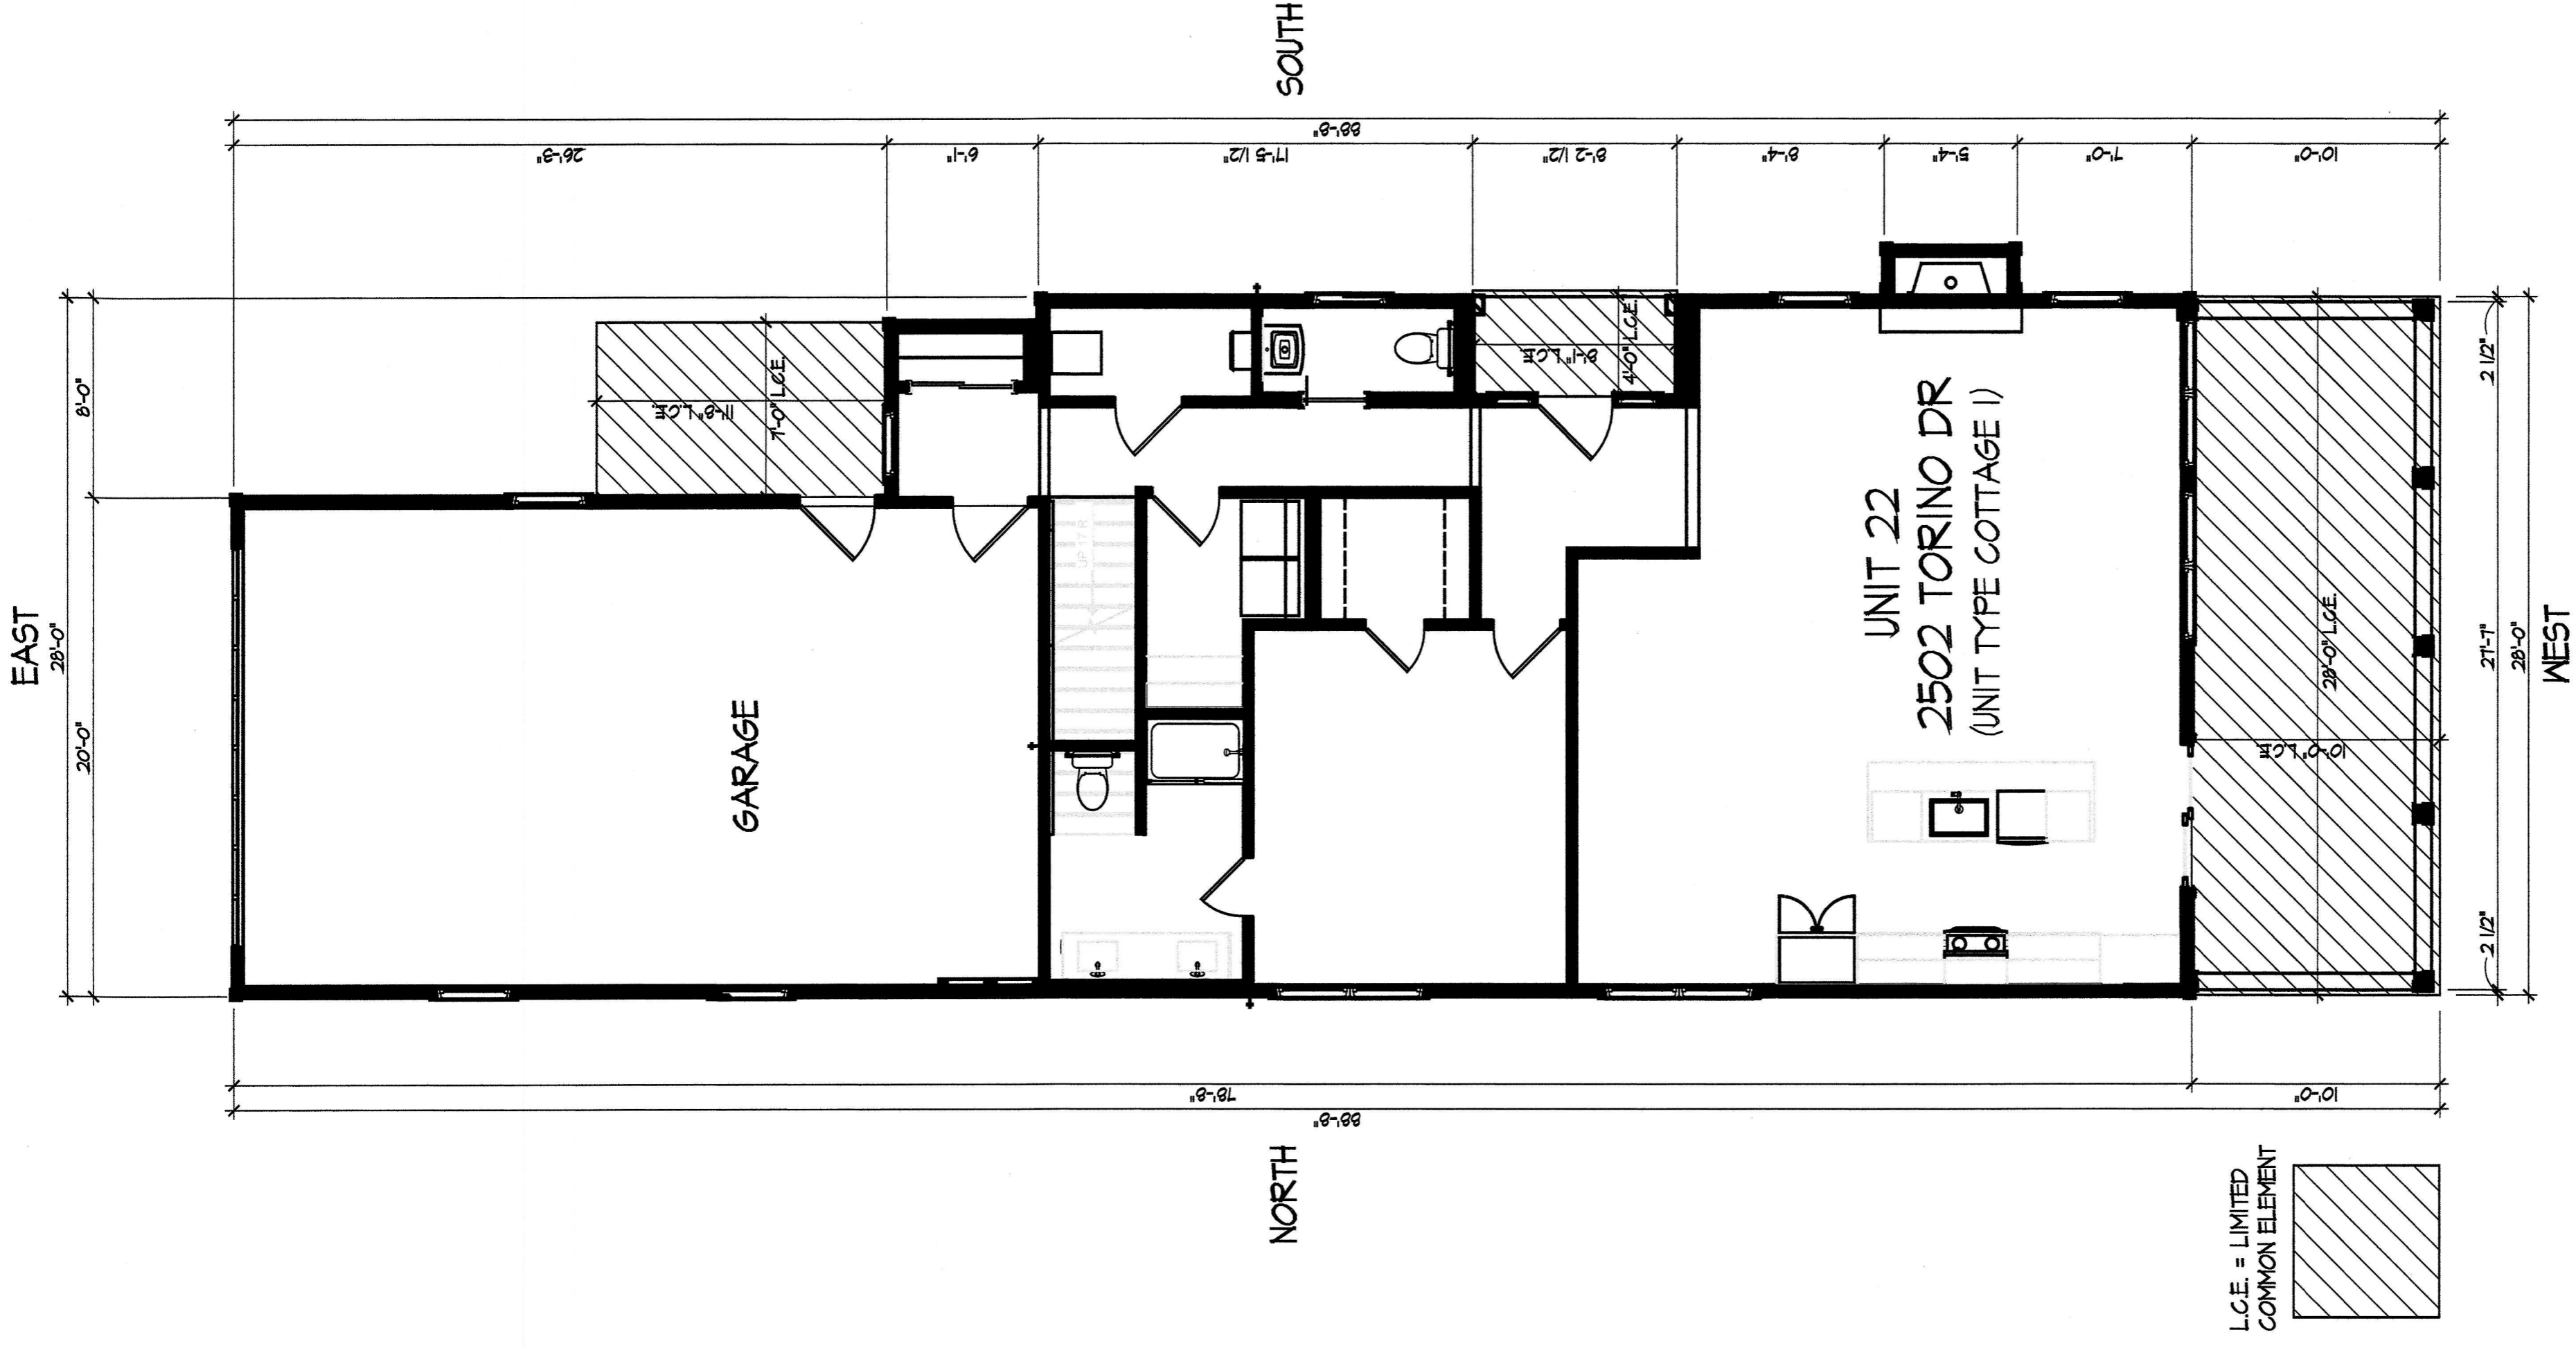 SOUTH
88'-8"
26'-3"
6'-1"
17'-5 1/2"
8'-2 1/2"
8'-4"
5'-4"
7'-0"
10'-0"
EAST
28'-0"
8'-0"
20'-0"
11'-8" L.C.E.
7'-0" L.C.E.
8'-1" L.C.E.
4'-0" L.C.E.
UP 17 R
GARAGE
UNIT 22
2502 TORINO DR
(UNIT TYPE COTTAGE 1)
28'-0" L.C.E.
10'-0" L.C.E.
2 1/2"
27'-7"
28'-0"
2 1/2"
WEST
78'-8"
10'-0"
88'-8"
NORTH
L.C.E. = LIMITED
COMMON ELEMENT